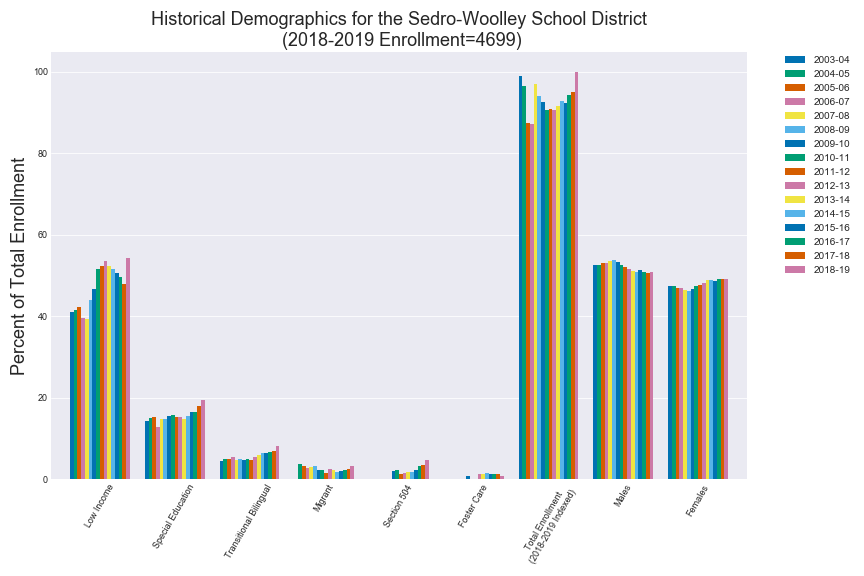 Historical Demographics for the Sedro-Woolley School District
(2018-2019 Enrollment=4699)
Percent of Total Enrollment
100
80
60
40
20
0
Low Income
Special Education
Transitional Bilingual
Migrant
Section 504
Foster Care
Total Enrollment
(2018-2019 Indexed)
Males
Females
2003-04
2004-05
2005-06
2006-07
2007-08
2008-09
2009-10
2010-11
2011-12
2012-13
2013-14
2014-15
2015-16
2016-17
2017-18
2018-19